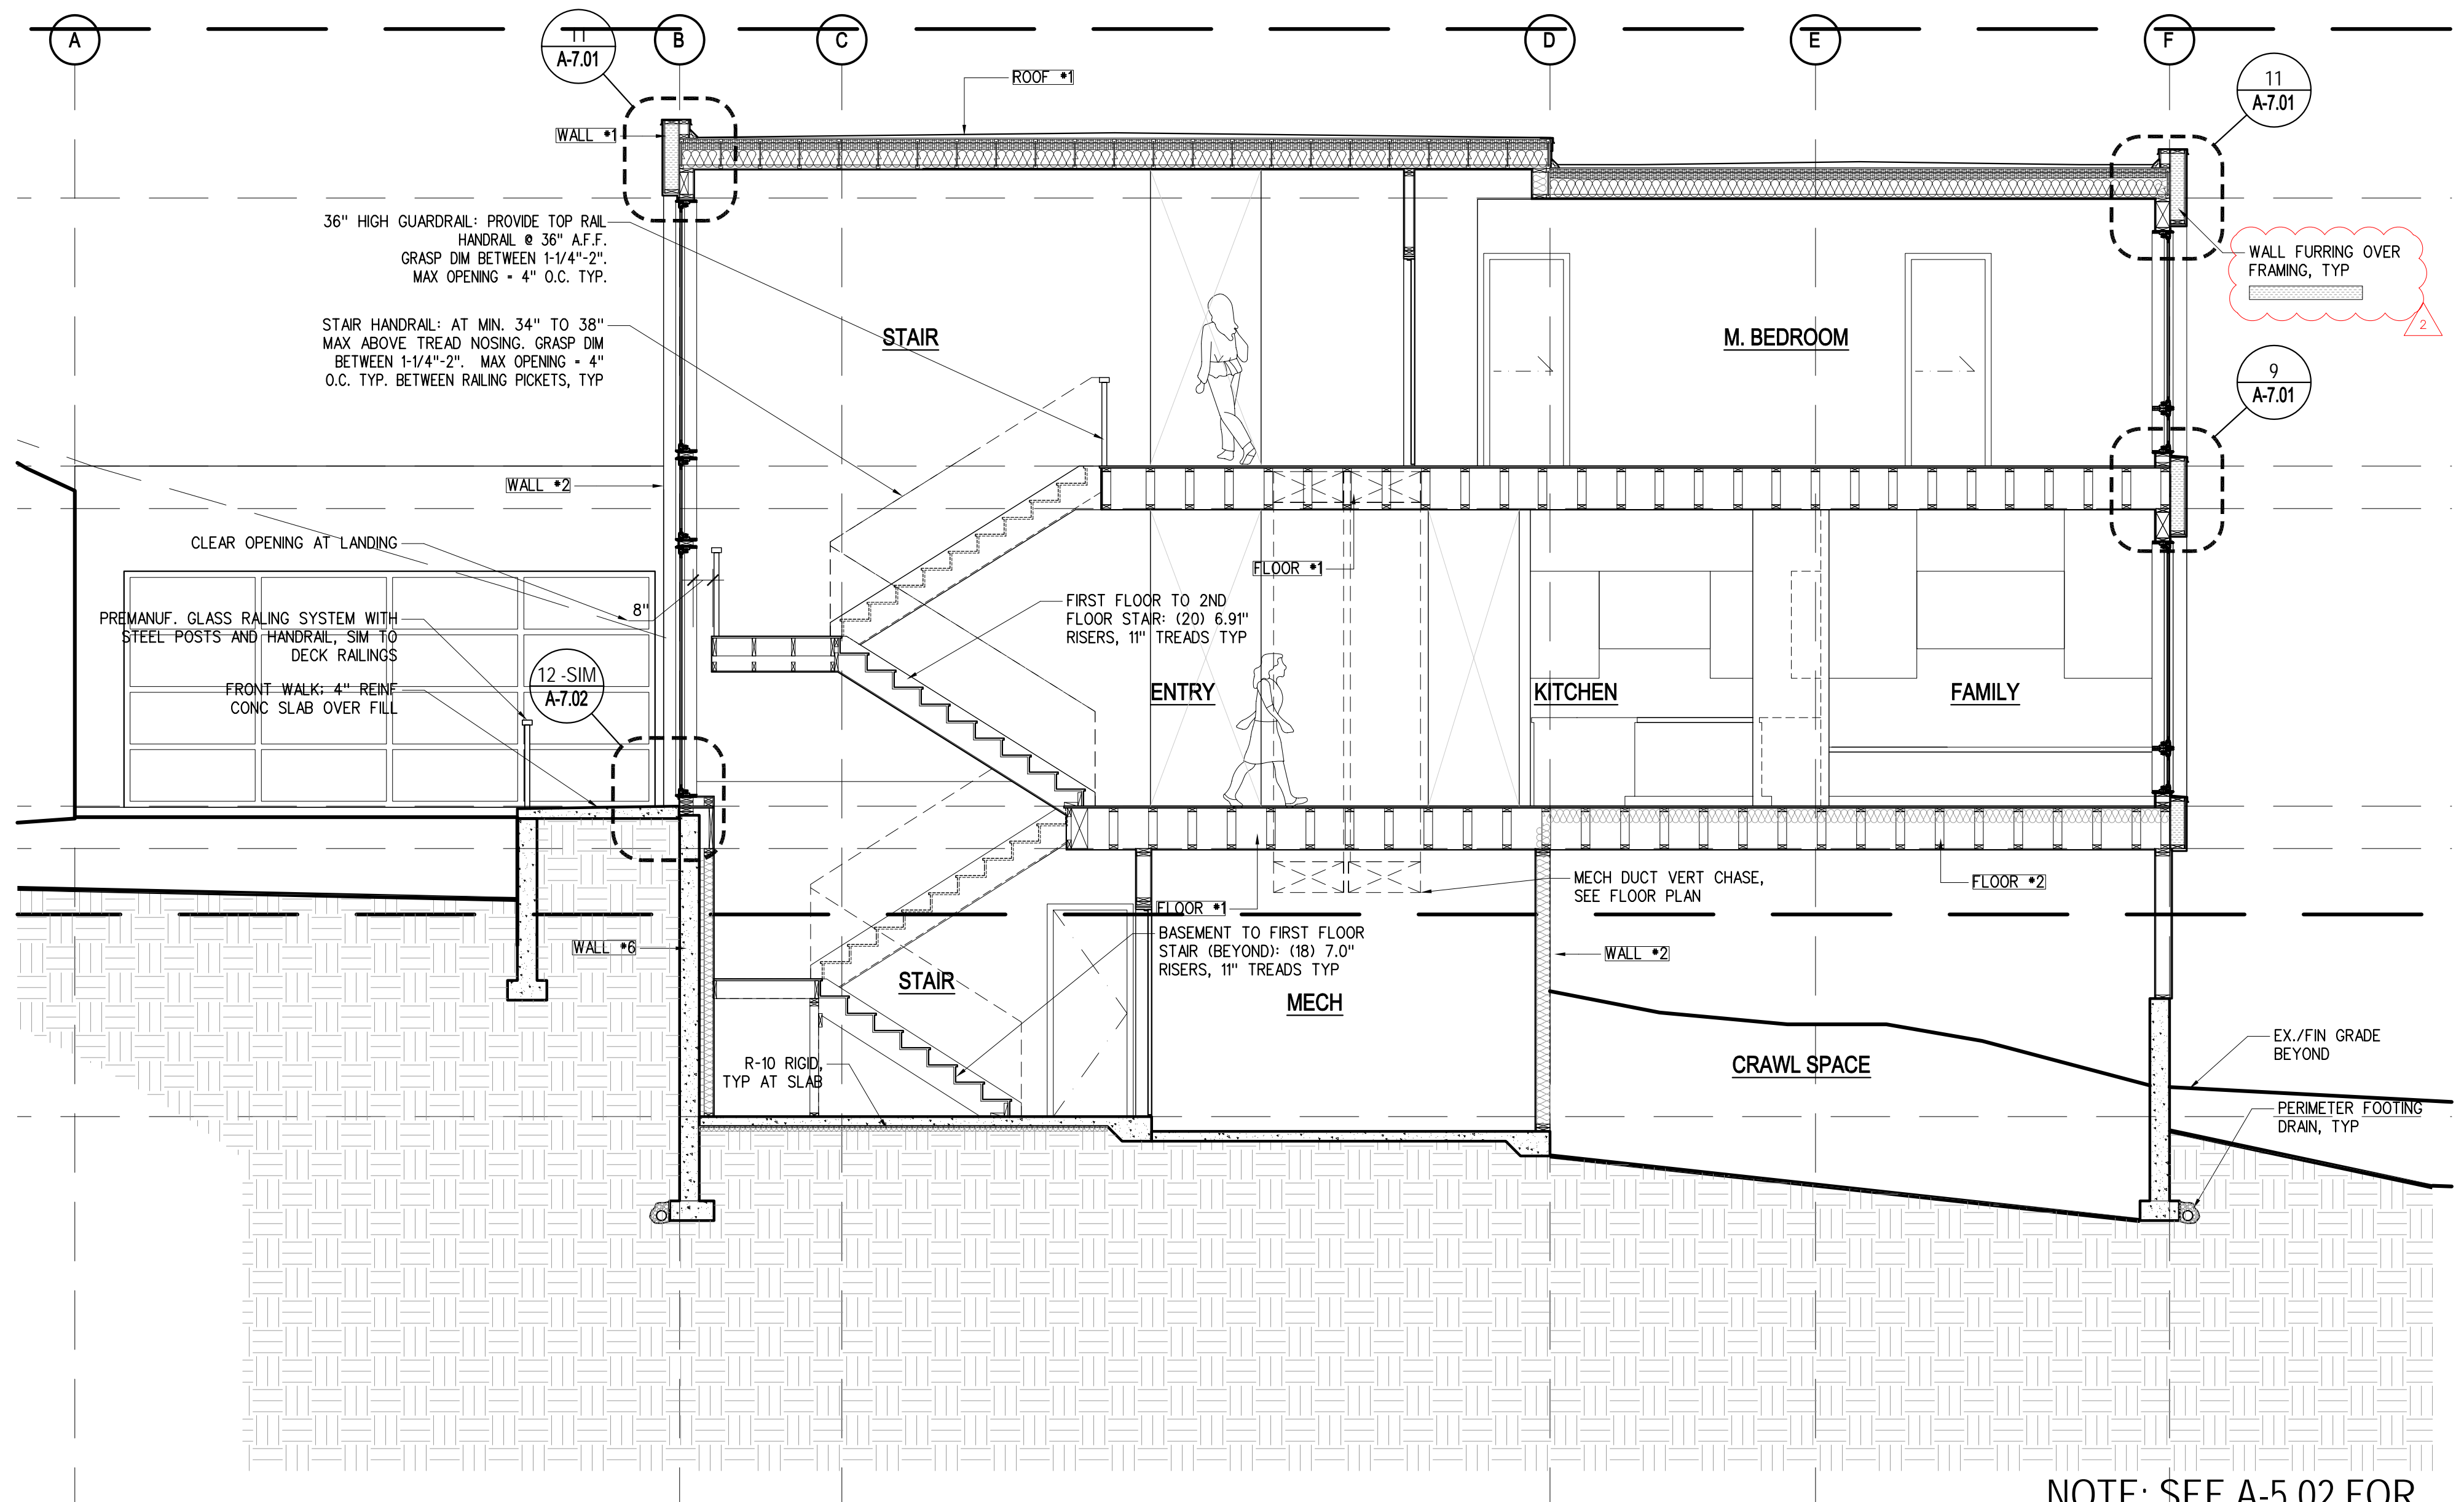 A
11
A-7.01
B
C
D
E
F
11
A-7.01
ROOF #1
WALL #1
36" HIGH GUARDRAIL: PROVIDE TOP RAIL
HANDRAIL @ 36" A.F.F.
GRASP DIM BETWEEN 1-1/4"-2".
MAX OPENING = 4" O.C. TYP.
WALL FURRING OVER
FRAMING, TYP
2
STAIR HANDRAIL: AT MIN. 34" TO 38"
MAX ABOVE TREAD NOSING. GRASP DIM
BETWEEN 1-1/4"-2". MAX OPENING = 4"
O.C. TYP. BETWEEN RAILING PICKETS, TYP
STAIR
M. BEDROOM
9
A-7.01
WALL #2
CLEAR OPENING AT LANDING
8"
FLOOR #1
PREMANUF. GLASS RALING SYSTEM WITH
STEEL POSTS AND HANDRAIL, SIM TO
DECK RAILINGS
FIRST FLOOR TO 2ND
FLOOR STAIR: (20) 6.91"
RISERS, 11" TREADS TYP
FRONT WALK; 4" REINF
CONC SLAB OVER FILL
12 -SIM
A-7.02
ENTRY
KITCHEN
FAMILY
MECH DUCT VERT CHASE,
SEE FLOOR PLAN
FLOOR #2
FLOOR #1
WALL #6
BASEMENT TO FIRST FLOOR
STAIR (BEYOND): (18) 7.0"
RISERS, 11" TREADS TYP
WALL #2
STAIR
MECH
R-10 RIGID,
TYP AT SLAB
CRAWL SPACE
EX./FIN GRADE
BEYOND
PERIMETER FOOTING
DRAIN, TYP
NOTE: SEE A-5.02 FOR